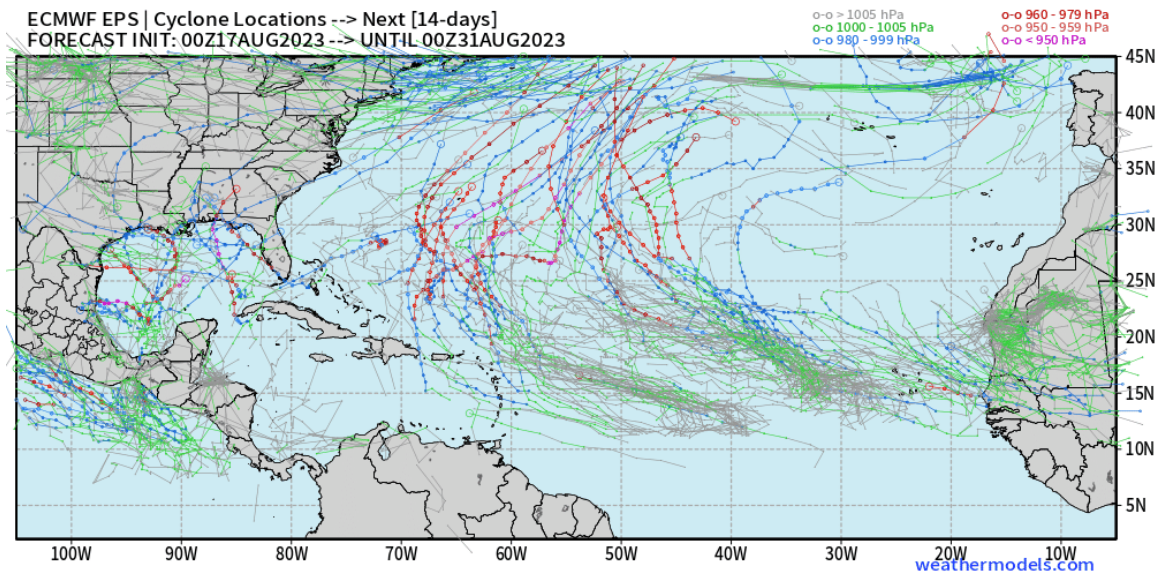 ECMWF EPS | Cyclone Locations --> Next [14-days]
FORECAST INIT: 00Z17AUG2023 --> UNTIL 00Z31AUG2023
o-o > 1005 hPa
o-o 1000 - 1005 hPa
o-o 980 - 999 hPa
o-o 960 - 979 hPa
o-o 950 - 959 hPa
o-o < 950 hPa
45N
40N
35N
30N
25N
20N
15N
10N
5N
100W 90W 80W 70W 60W 50W 40W 30W 20W 10W
weathermodels.com